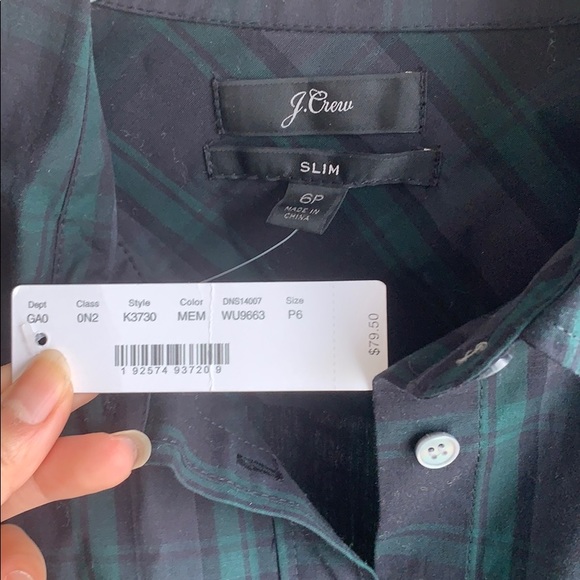 J.Crew
SLIM
6P
MADE IN
CHINA
Dept Class Style Color DNS14007 Size
GA0 0N2 K3730 MEM WU9663 P6
$79.50
1 92574 93720 9